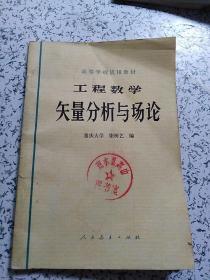 高等学校试用教材
工程数学
矢量分析与场论
重庆大学 谢树艺 编
人民教育出版社